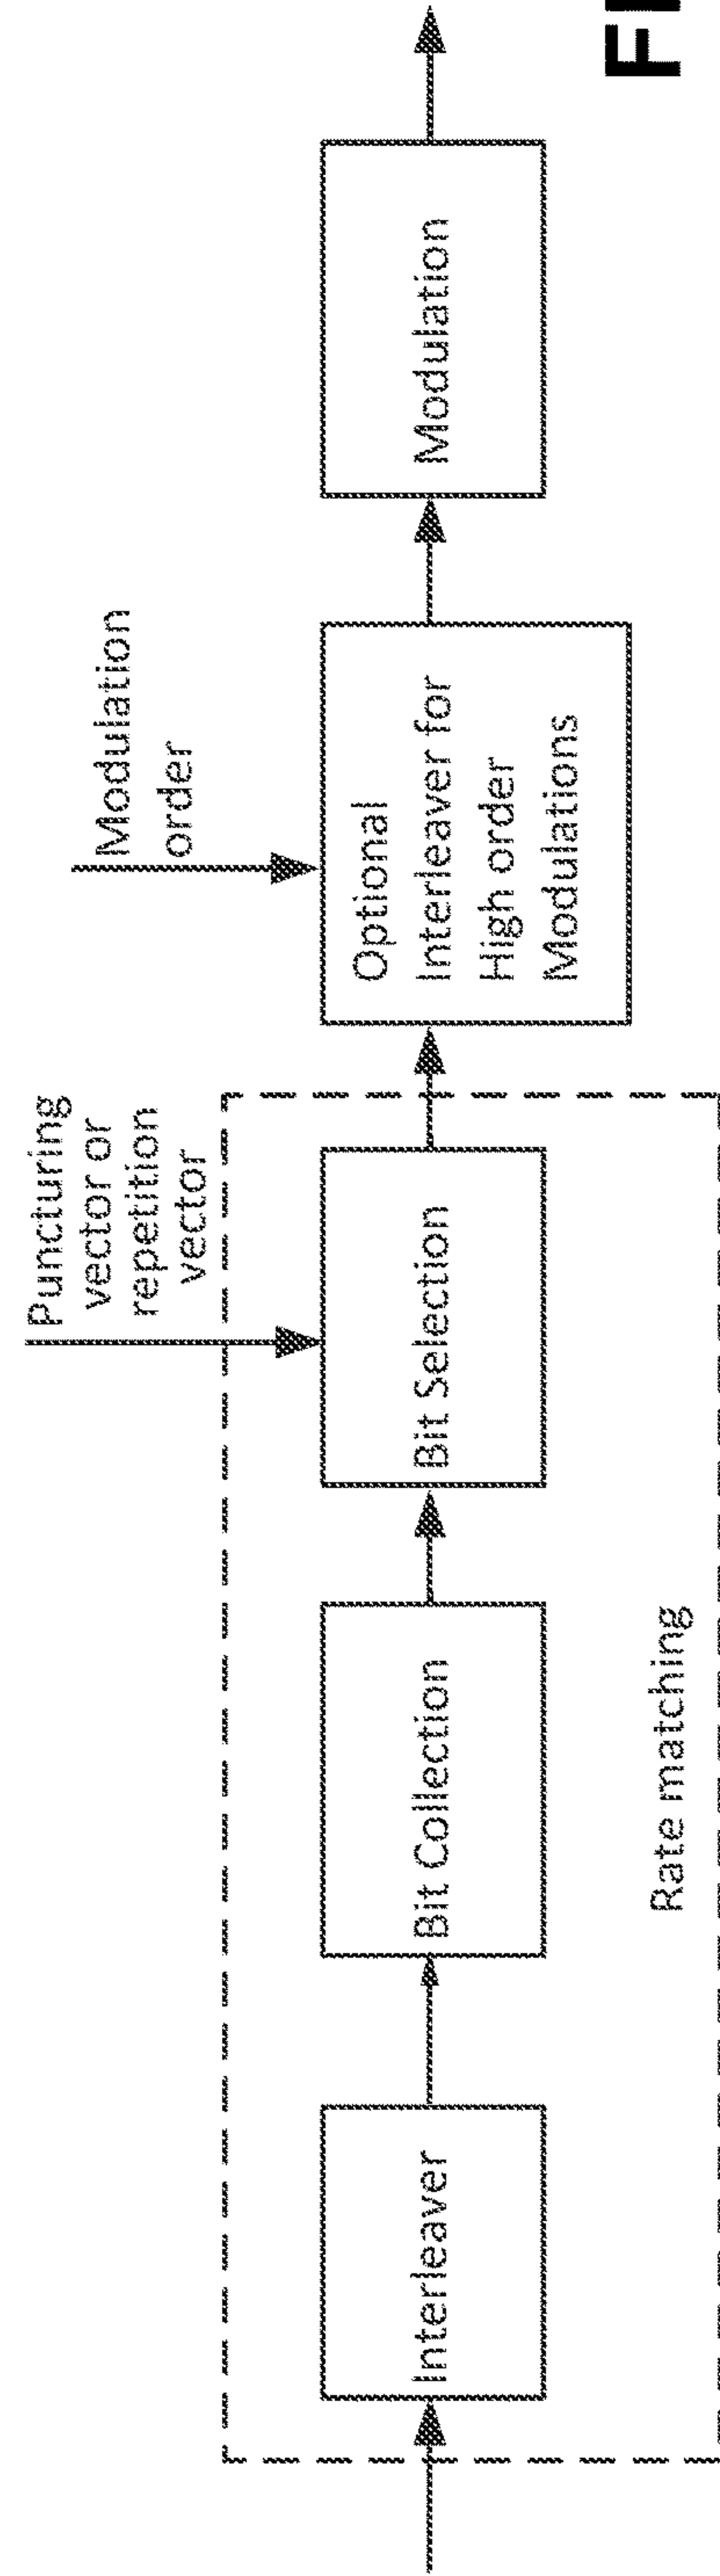 Puncturing
vector or
repetition
vector
Modulation
order
Interleaver
Bit Collection
Bit Selection
Optional
Interleaver for
High order
Modulations
Modulation
Rate matching